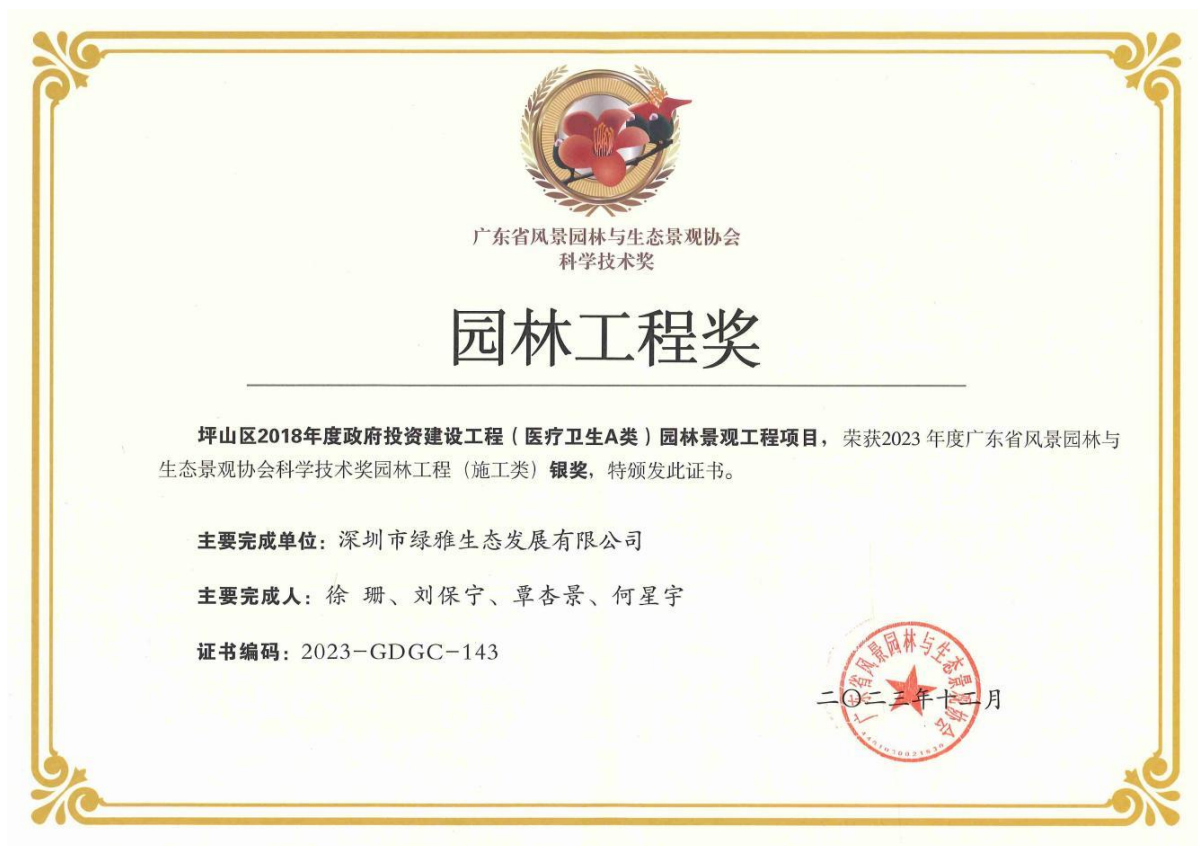 广东省风景园林与生态景观协会
科学技术奖
园林工程奖
坪山区2018年度政府投资建设工程（医疗卫生A类）园林景观工程项目，荣获2023 年度广东省风景园林与
生态景观协会科学技术奖园林工程（施工类）银奖，特颁发此证书。
主要完成单位：深圳市绿雅生态发展有限公司
主要完成人：徐 珊、刘保宁、覃杏景、何星宇
证书编码：2023-GDGC-143
广东省风景园林与生态景观协会
二〇二三年十二月